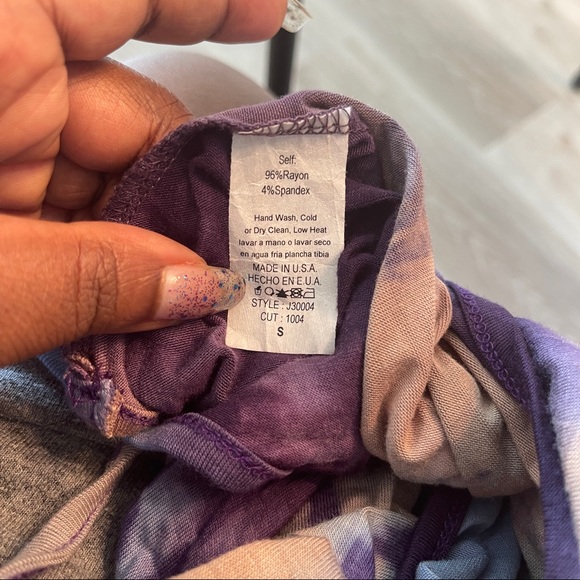 Self:
96%Rayon
4%Spandex
Hand Wash, Cold
or Dry Clean, Low Heat
lavar a mano o lavar seco
en agua fria plancha tibia
MADE IN U.S.A.
HECHO EN E.U.A.
STYLE : J30004
CUT : 1004
S